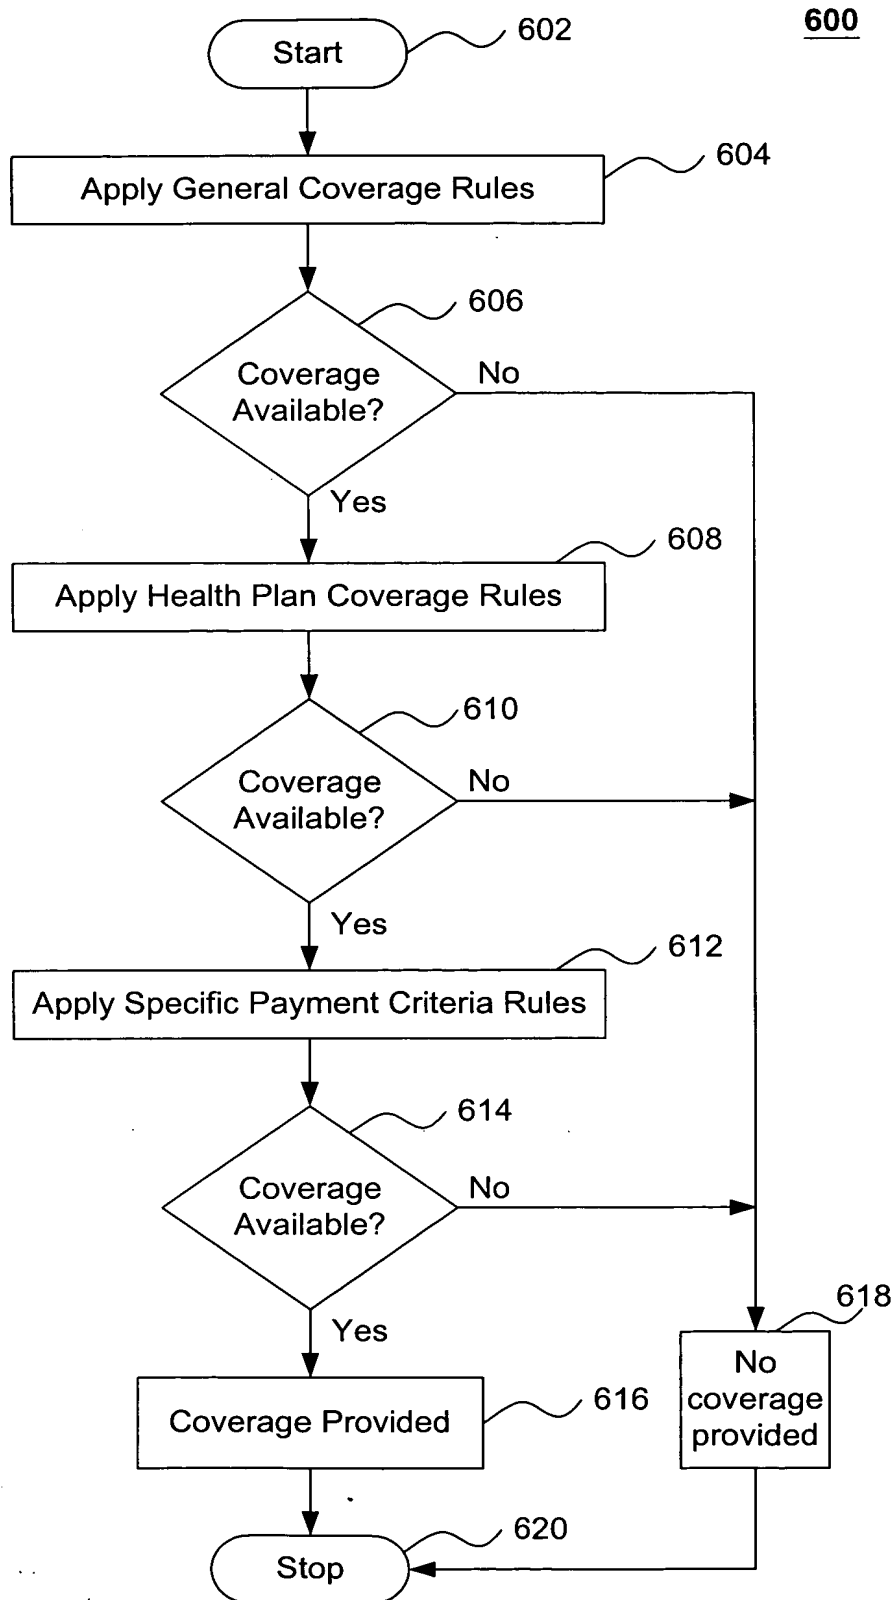 600
Start
602
Apply General Coverage Rules
604
606
Coverage
Available?
No
Yes
608
Apply Health Plan Coverage Rules
610
Coverage
Available?
No
Yes
612
Apply Specific Payment Criteria Rules
614
Coverage
Available?
No
Yes
618
No
coverage
provided
Coverage Provided
616
620
Stop